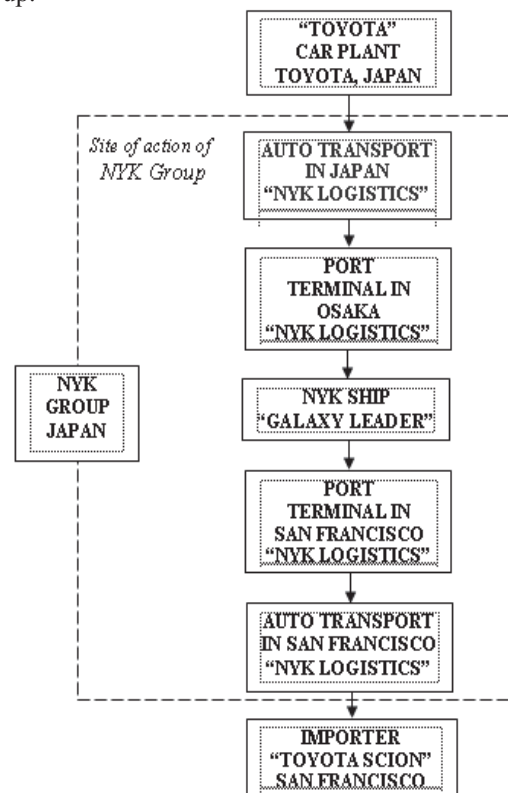 up.
"TOYOTA"
CAR PLANT
TOYOTA, JAPAN
Site of action of
NYK Group
AUTO TRANSPORT
IN JAPAN
"NYK LOGISTICS"
PORT
TERMINAL IN
OSAKA
"NYK LOGISTICS"
NYK
GROUP
JAPAN
NYK SHIP
"GALAXY LEADER"
PORT
TERMINAL IN
SAN FRANCISCO
"NYK LOGISTICS"
AUTO TRANSPORT
IN SAN FRANCISCO
"NYK LOGISTICS"
IMPORTER
"TOYOTA SCION"
SAN FRANCISCO